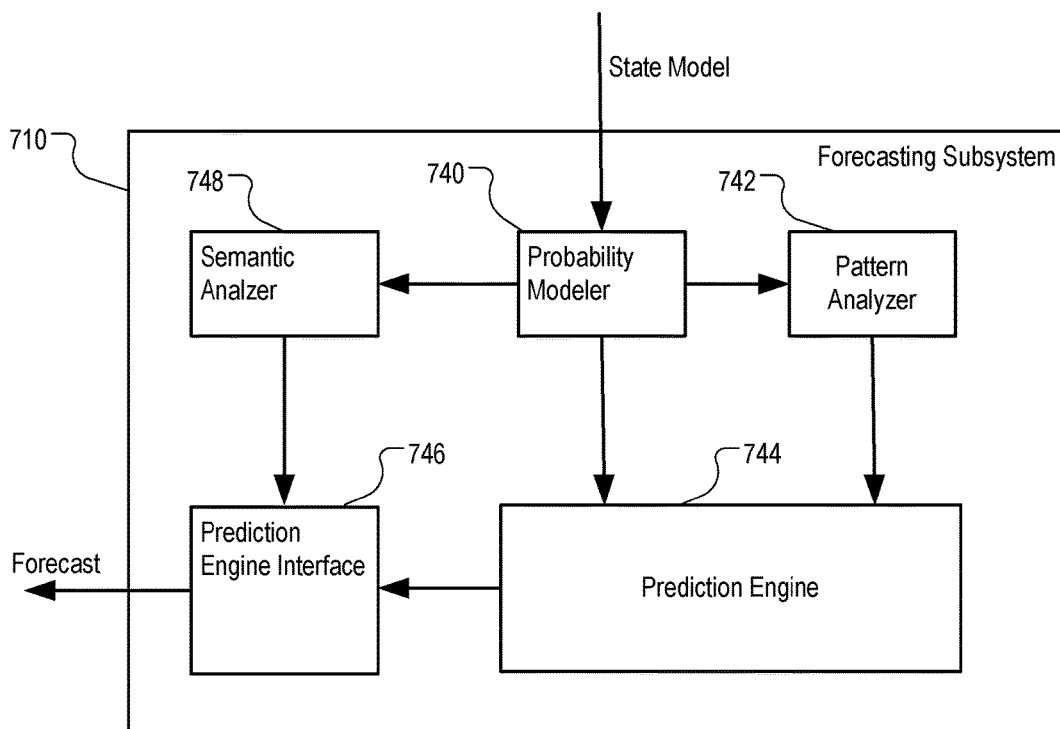 State Model
710
Forecasting Subsystem
748
740
742
Semantic
Analzer
Probability
Modeler
Pattern
Analyzer
746
744
Prediction
Engine Interface
Prediction Engine
Forecast